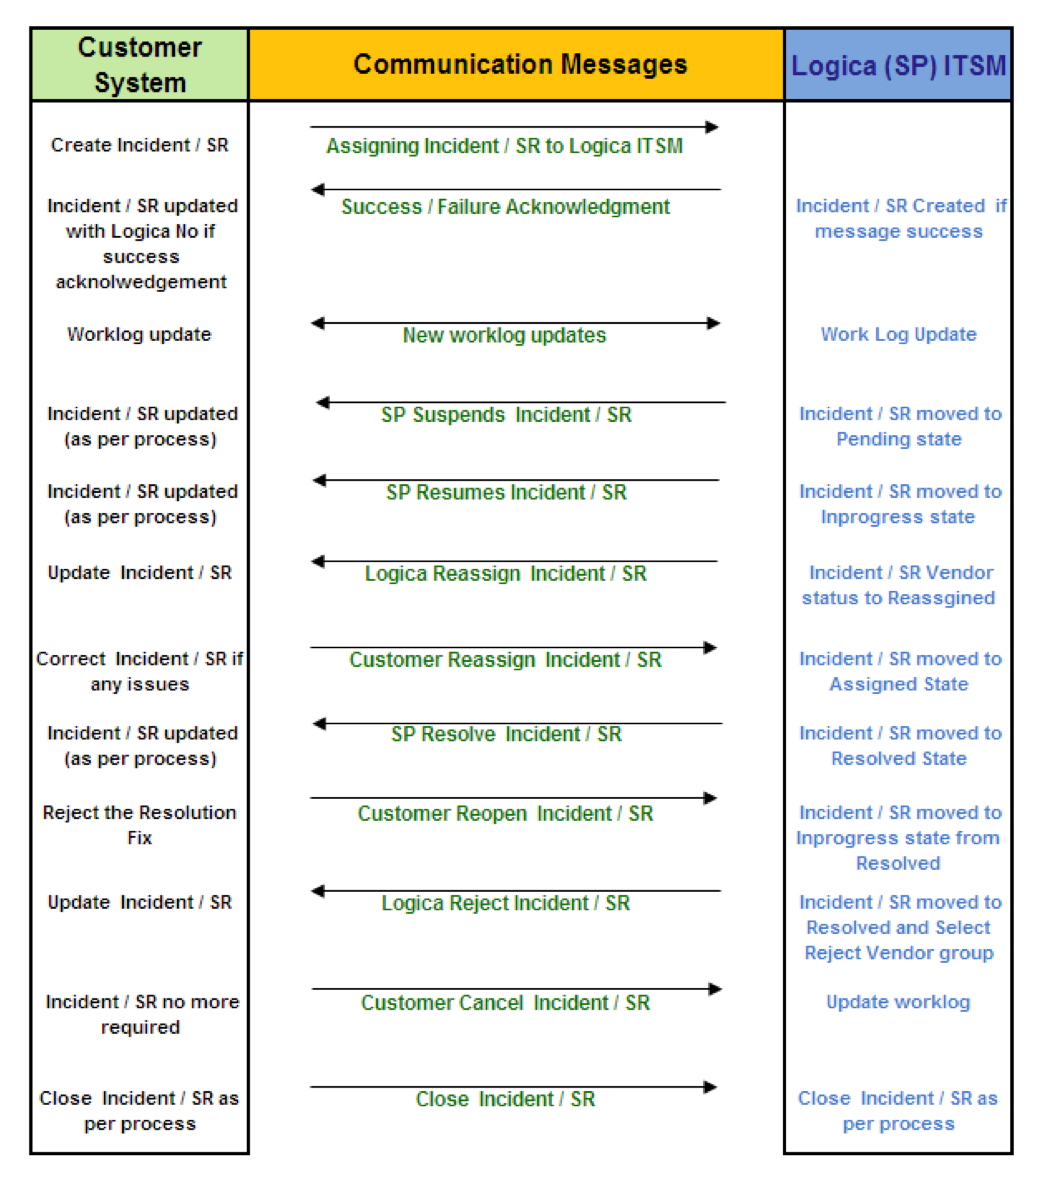 Customer
System
Communication Messages
Logica (SP) ITSM
Create Incident / SR
Assigning Incident / SR to Logica ITSM
Incident / SR updated
with Logica No if
success
acknolwedgement
Success / Failure Acknowledgment
Incident / SR Created if
message success
Worklog update
New worklog updates
Work Log Update
Incident / SR updated
(as per process)
SP Suspends Incident / SR
Incident / SR moved to
Pending state
Incident / SR updated
(as per process)
SP Resumes Incident / SR
Incident / SR moved to
Inprogress state
Update Incident / SR
Logica Reassign Incident / SR
Incident / SR Vendor
status to Reassgined
Correct Incident / SR if
any issues
Customer Reassign Incident / SR
Incident / SR moved to
Assigned State
Incident / SR updated
(as per process)
SP Resolve Incident / SR
Incident / SR moved to
Resolved State
Reject the Resolution
Fix
Customer Reopen Incident / SR
Incident / SR moved to
Inprogress state from
Resolved
Update Incident / SR
Logica Reject Incident / SR
Incident / SR moved to
Resolved and Select
Reject Vendor group
Incident / SR no more
required
Customer Cancel Incident / SR
Update worklog
Close Incident / SR as
per process
Close Incident / SR
Close Incident / SR as
per process